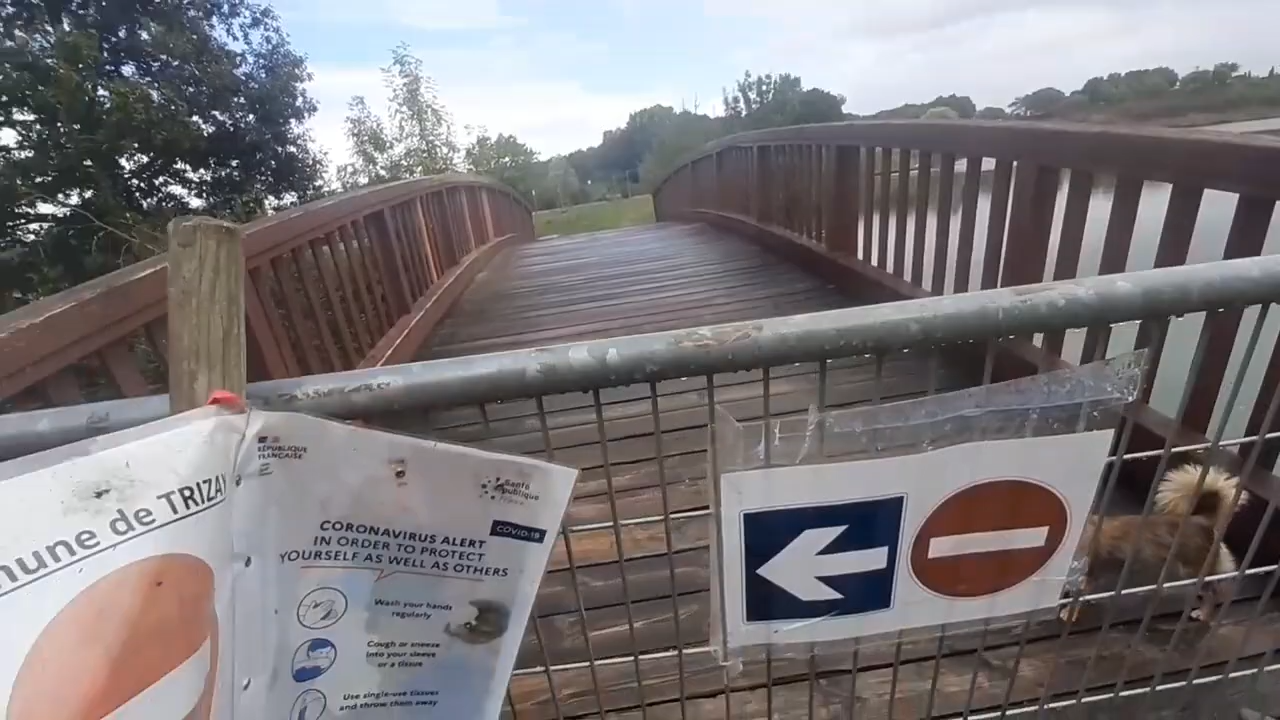 mune de TRIZAY
RÉPUBLIQUE
FRANÇAISE
Santé
publique
France
COVID-19
CORONAVIRUS ALERT
IN ORDER TO PROTECT
YOURSELF AS WELL AS OTHERS
Wash your hands
regularly
Cough or sneeze
into your sleeve
or a tissue
Use single-use tissues
and throw them away